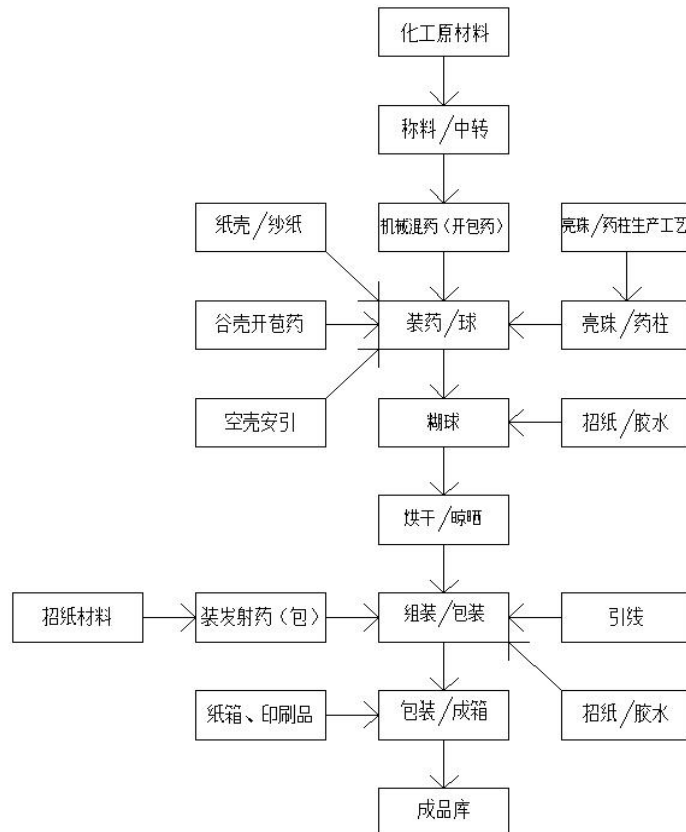 化工原材料
称料/中转
纸壳/纱纸
机械混药(开包药)
亮珠/药柱生产工艺
谷壳开苞药
装药/球
亮珠/药柱
空壳安引
糊球
招纸/胶水
烘干/晾晒
招纸材料
装发射药(包)
组装/包装
引线
纸箱、印刷品
包装/成箱
招纸/胶水
成品库